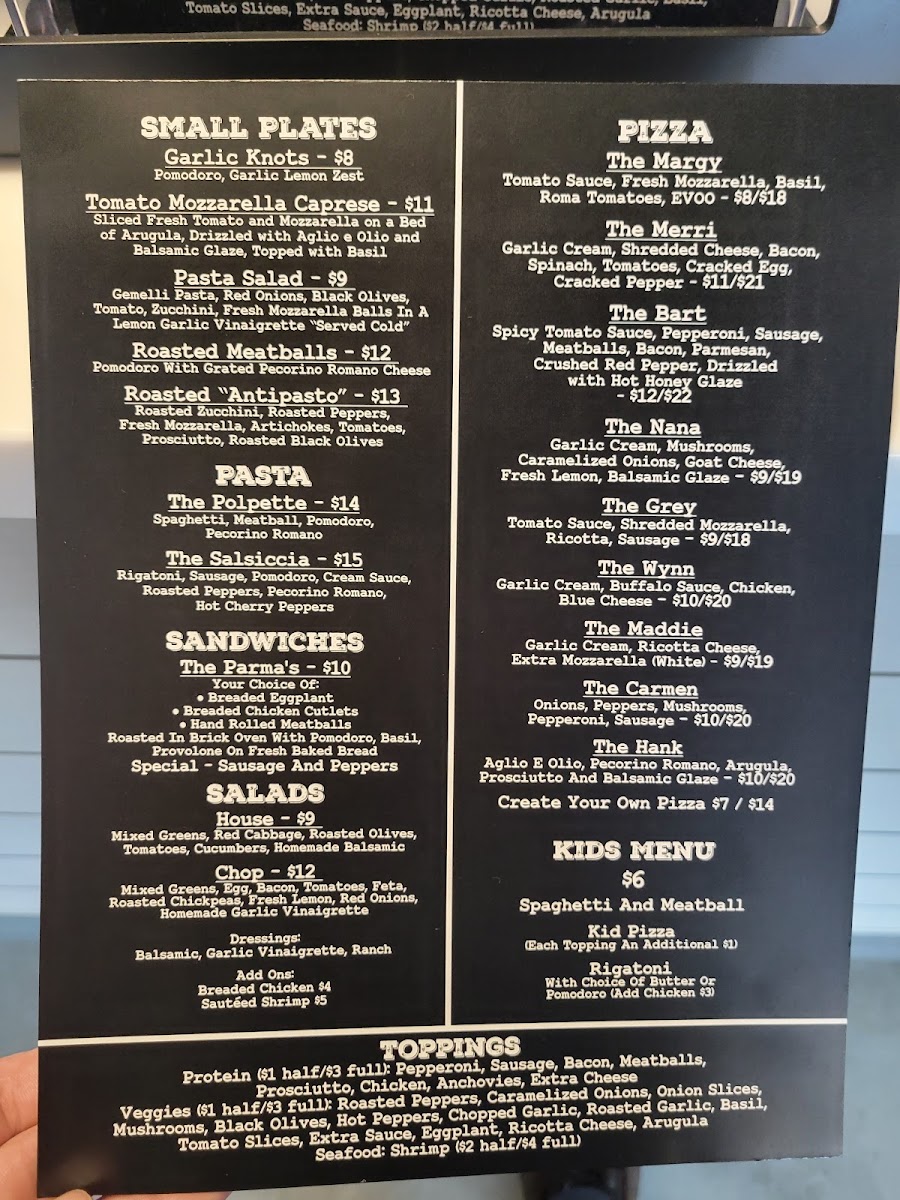 Tomato Slices, Extra Sauce, Eggplant, Ricotta Cheese, Arugula
Seafood: Shrimp ($2 half/$4 full)
SMALL PLATES
Garlic Knots - $8
Pomodoro, Garlic Lemon Zest
Tomato Mozzarella Caprese - $11
Sliced Fresh Tomato and Mozzarella on a Bed
of Arugula, Drizzled with Aglio e Olio and
Balsamic Glaze, Topped with Basil
Pasta Salad - $9
Gemelli Pasta, Red Onions, Black Olives,
Tomato, Zucchini, Fresh Mozzarella Balls In A
Lemon Garlic Vinaigrette "Served Cold"
Roasted Meatballs - $12
Pomodoro With Grated Pecorino Romano Cheese
Roasted "Antipasto" - $13
Roasted Zucchini, Roasted Peppers,
Fresh Mozzarella, Artichokes, Tomatoes,
Prosciutto, Roasted Black Olives
PASTA
The Polpette - $14
Spaghetti, Meatball, Pomodoro,
Pecorino Romano
The Salsiccia - $15
Rigatoni, Sausage, Pomodoro, Cream Sauce,
Roasted Peppers, Pecorino Romano,
Hot Cherry Peppers
SANDWICHES
The Parma's - $10
Your Choice Of:
• Breaded Eggplant
• Breaded Chicken Cutlets
• Hand Rolled Meatballs
Roasted In Brick Oven With Pomodoro, Basil,
Provolone On Fresh Baked Bread
Special - Sausage And Peppers
SALADS
House - $9
Mixed Greens, Red Cabbage, Roasted Olives,
Tomatoes, Cucumbers, Homemade Balsamic
Chop - $12
Mixed Greens, Egg, Bacon, Tomatoes, Feta,
Roasted Chickpeas, Fresh Lemon, Red Onions,
Homemade Garlic Vinaigrette
Dressings:
Balsamic, Garlic Vinaigrette, Ranch
Add Ons:
Breaded Chicken $4
Sautéed Shrimp $5
PIZZA
The Margy
Tomato Sauce, Fresh Mozzarella, Basil,
Roma Tomatoes, EVOO - $8/$18
The Merri
Garlic Cream, Shredded Cheese, Bacon,
Spinach, Tomatoes, Cracked Egg,
Cracked Pepper - $11/$21
The Bart
Spicy Tomato Sauce, Pepperoni, Sausage,
Meatballs, Bacon, Parmesan,
Crushed Red Pepper, Drizzled
with Hot Honey Glaze
- $12/$22
The Nana
Garlic Cream, Mushrooms,
Caramelized Onions, Goat Cheese,
Fresh Lemon, Balsamic Glaze - $9/$19
The Grey
Tomato Sauce, Shredded Mozzarella,
Ricotta, Sausage - $9/$18
The Wynn
Garlic Cream, Buffalo Sauce, Chicken,
Blue Cheese - $10/$20
The Maddie
Garlic Cream, Ricotta Cheese,
Extra Mozzarella (White) - $9/$19
The Carmen
Onions, Peppers, Mushrooms,
Pepperoni, Sausage - $10/$20
The Hank
Aglio E Olio, Pecorino Romano, Arugula,
Prosciutto And Balsamic Glaze - $10/$20
Create Your Own Pizza $7 / $14
KIDS MENU
$6
Spaghetti And Meatball
Kid Pizza
(Each Topping An Additional $1)
Rigatoni
With Choice Of Butter Or
Pomodoro (Add Chicken $3)
TOPPINGS
Protein ($1 half/$3 full): Pepperoni, Sausage, Bacon, Meatballs,
Prosciutto, Chicken, Anchovies, Extra Cheese
Veggies ($1 half/$3 full): Roasted Peppers, Caramelized Onions, Onion Slices,
Mushrooms, Black Olives, Hot Peppers, Chopped Garlic, Roasted Garlic, Basil,
Tomato Slices, Extra Sauce, Eggplant, Ricotta Cheese, Arugula
Seafood: Shrimp ($2 half/$4 full)